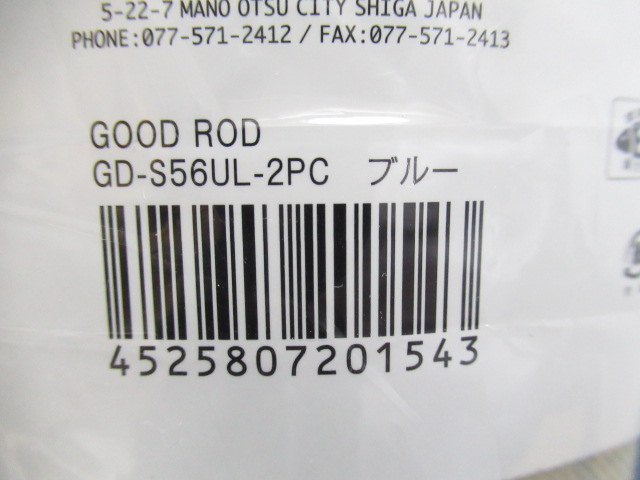 5-22-7 MANO OTSU CITY SHIGA JAPAN
PHONE:077-571-2412 / FAX:077-571-2413
GOOD ROD
GD-S56UL-2PC ブルー
4525807201543